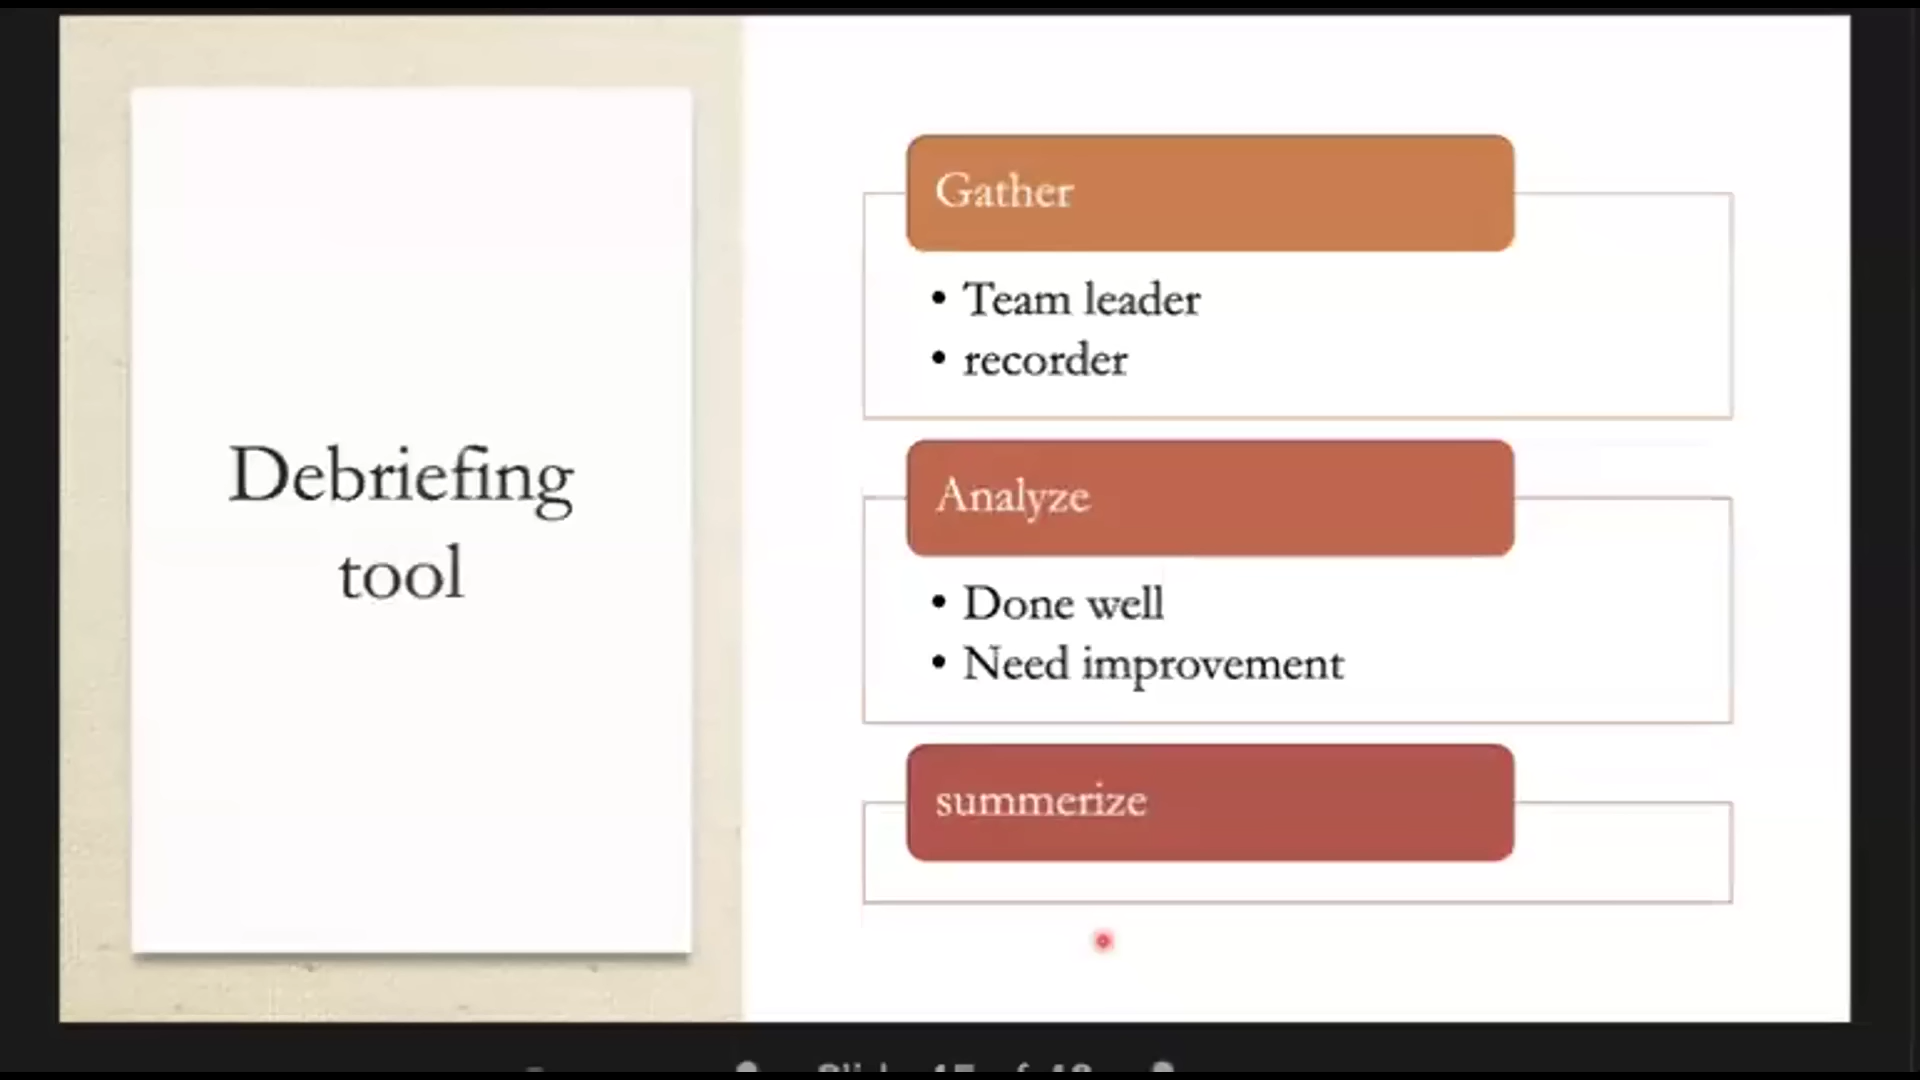 Debriefing
tool
Gather
• Team leader
• recorder
Analyze
• Done well
• Need improvement
summerize